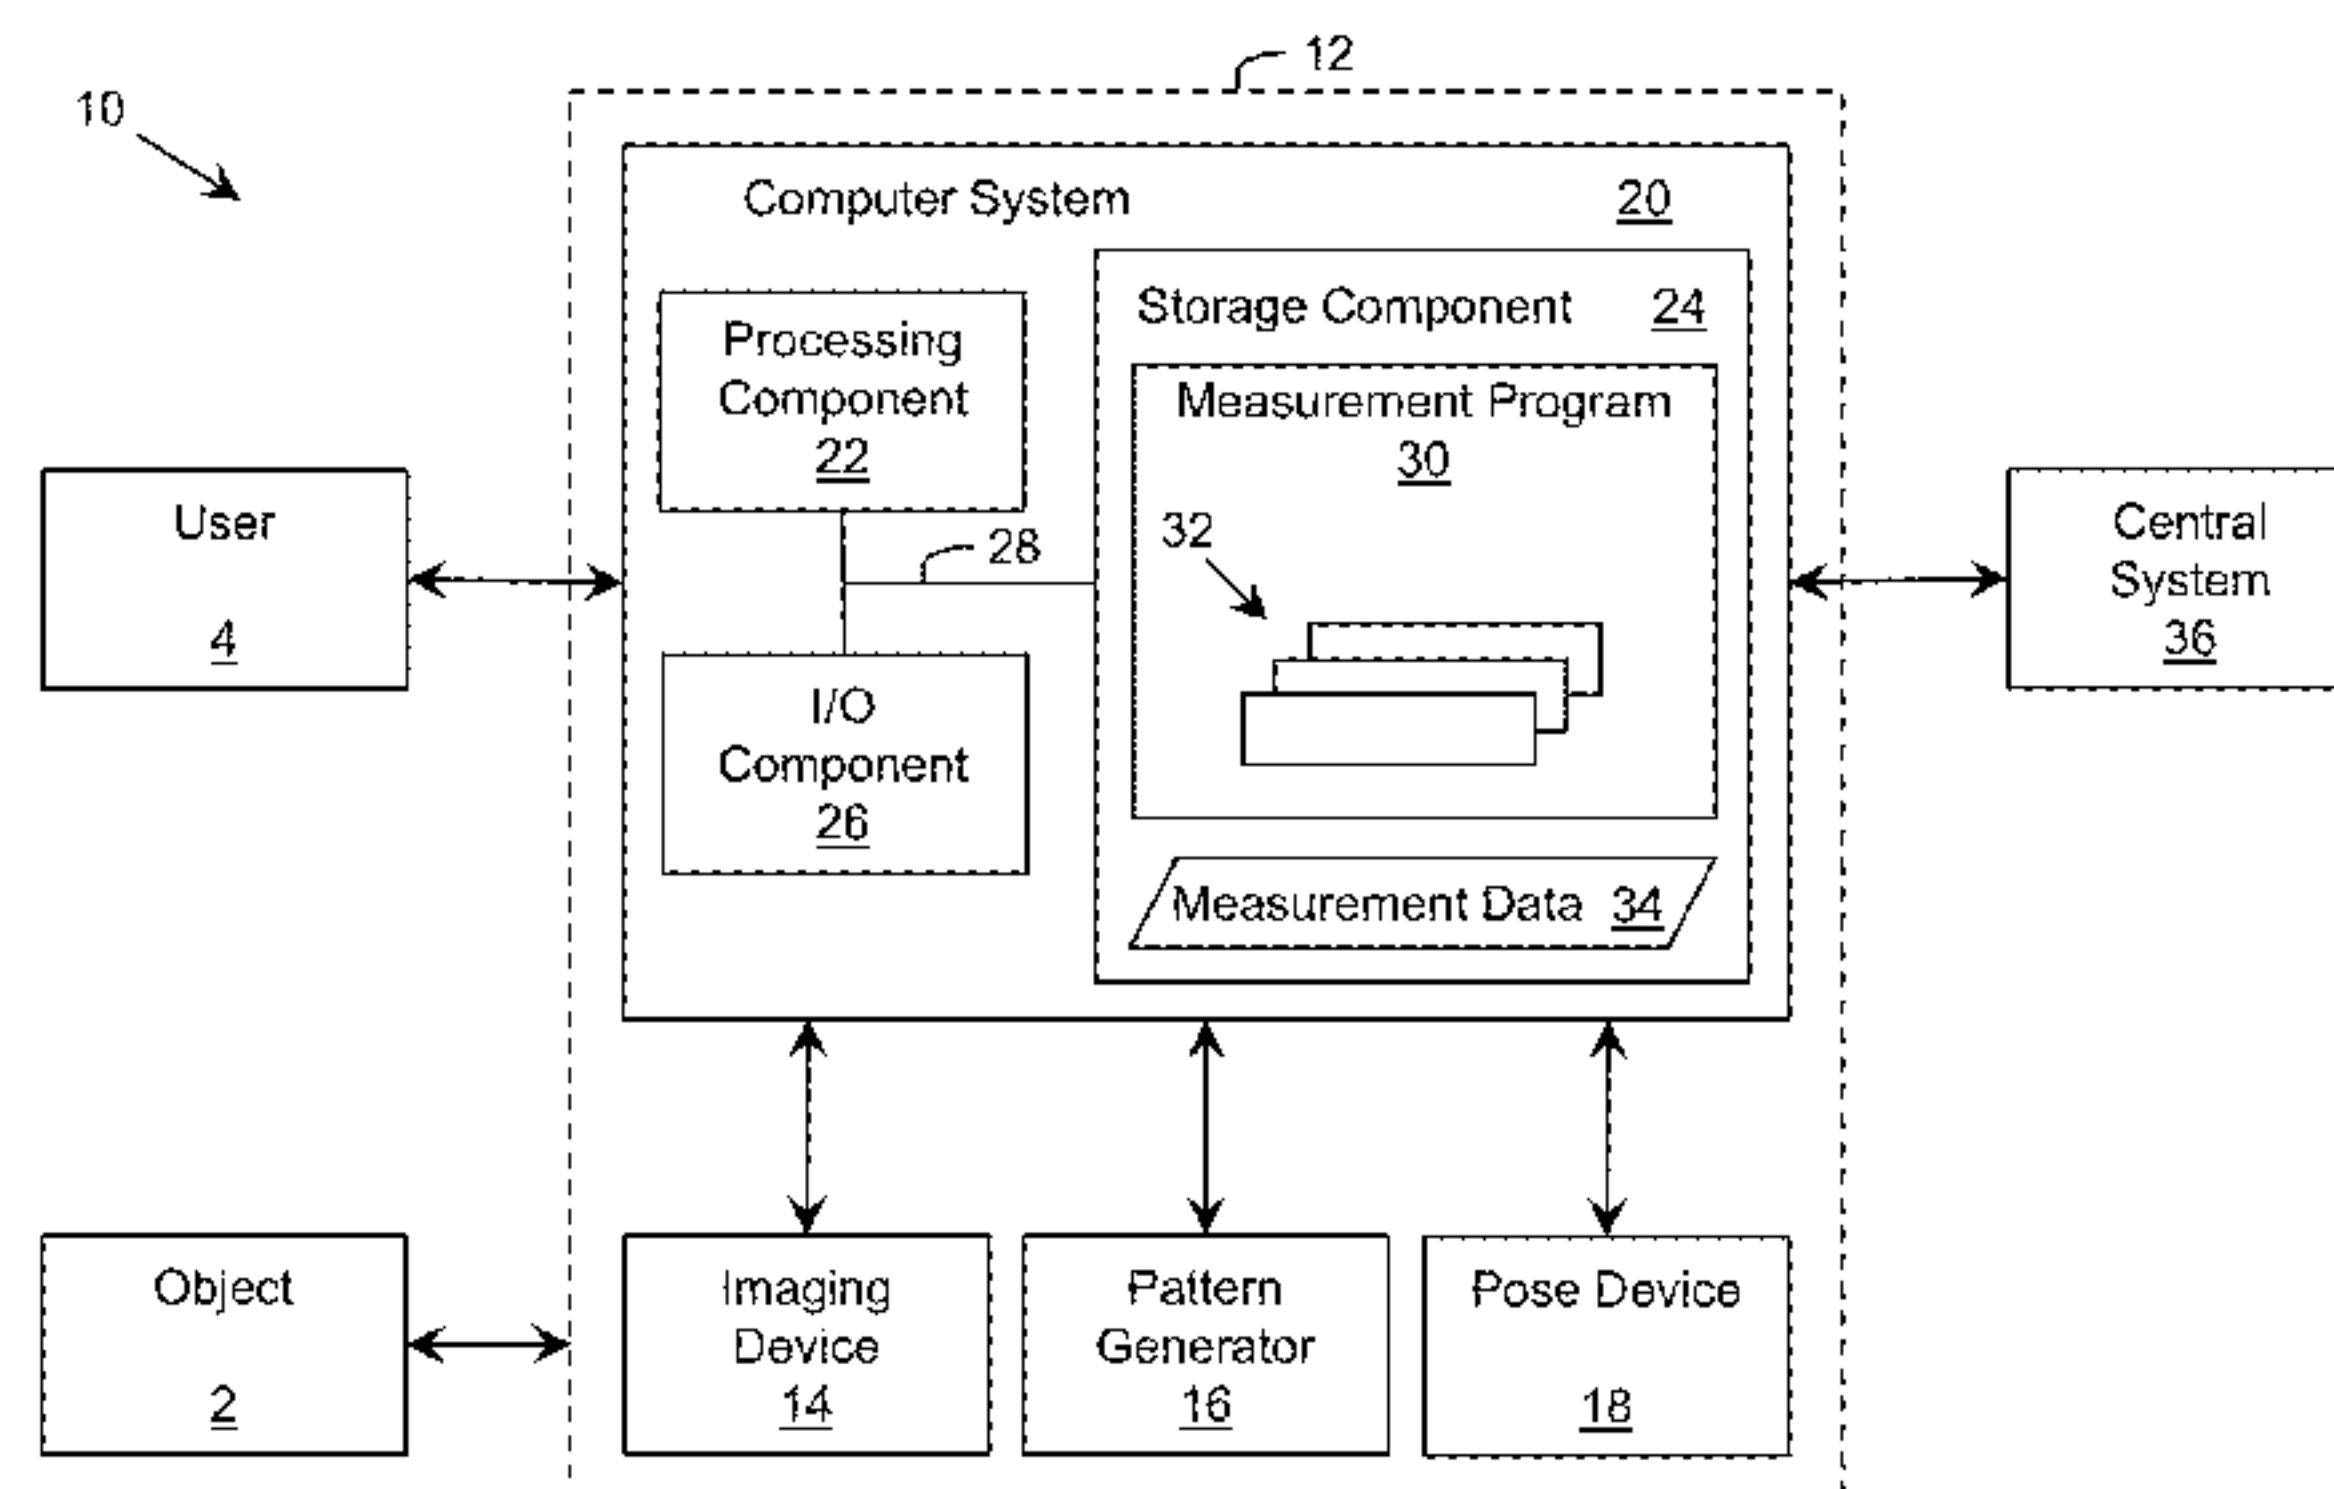 12
10
Computer System 20
Processing
Component
22
Storage Component 24
Measurement Program
30
32
28
User
4
Central
System
36
I/O
Component
26
Measurement Data 34
Object
2
Imaging
Device
14
Pattern
Generator
16
Pose Device
18